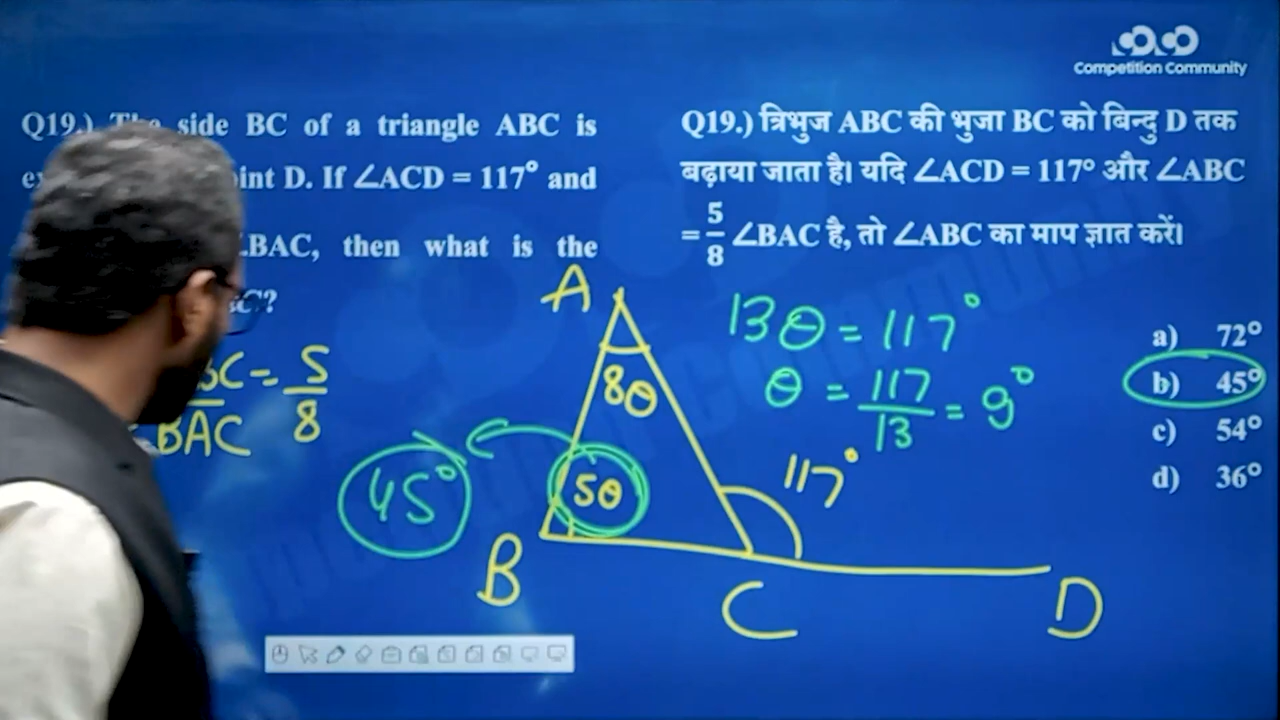 Competition Community
Q19.) The side BC of a triangle ABC is
int D. If ∠ACD = 117° and
∠BAC, then what is the
Q19.) त्रिभुज ABC की भुजा BC को बिन्दु D तक
बढ़ाया जाता है। यदि ∠ACD = 117° और ∠ABC
= 5/8 ∠BAC है, तो ∠ABC का माप ज्ञात करें।
a) 72°
b) 45°
c) 54°
d) 36°
BC = 5
BAC 8
A
8θ
5θ
45°
B
C
D
117°
13θ = 117°
θ = 117/13 = 9°